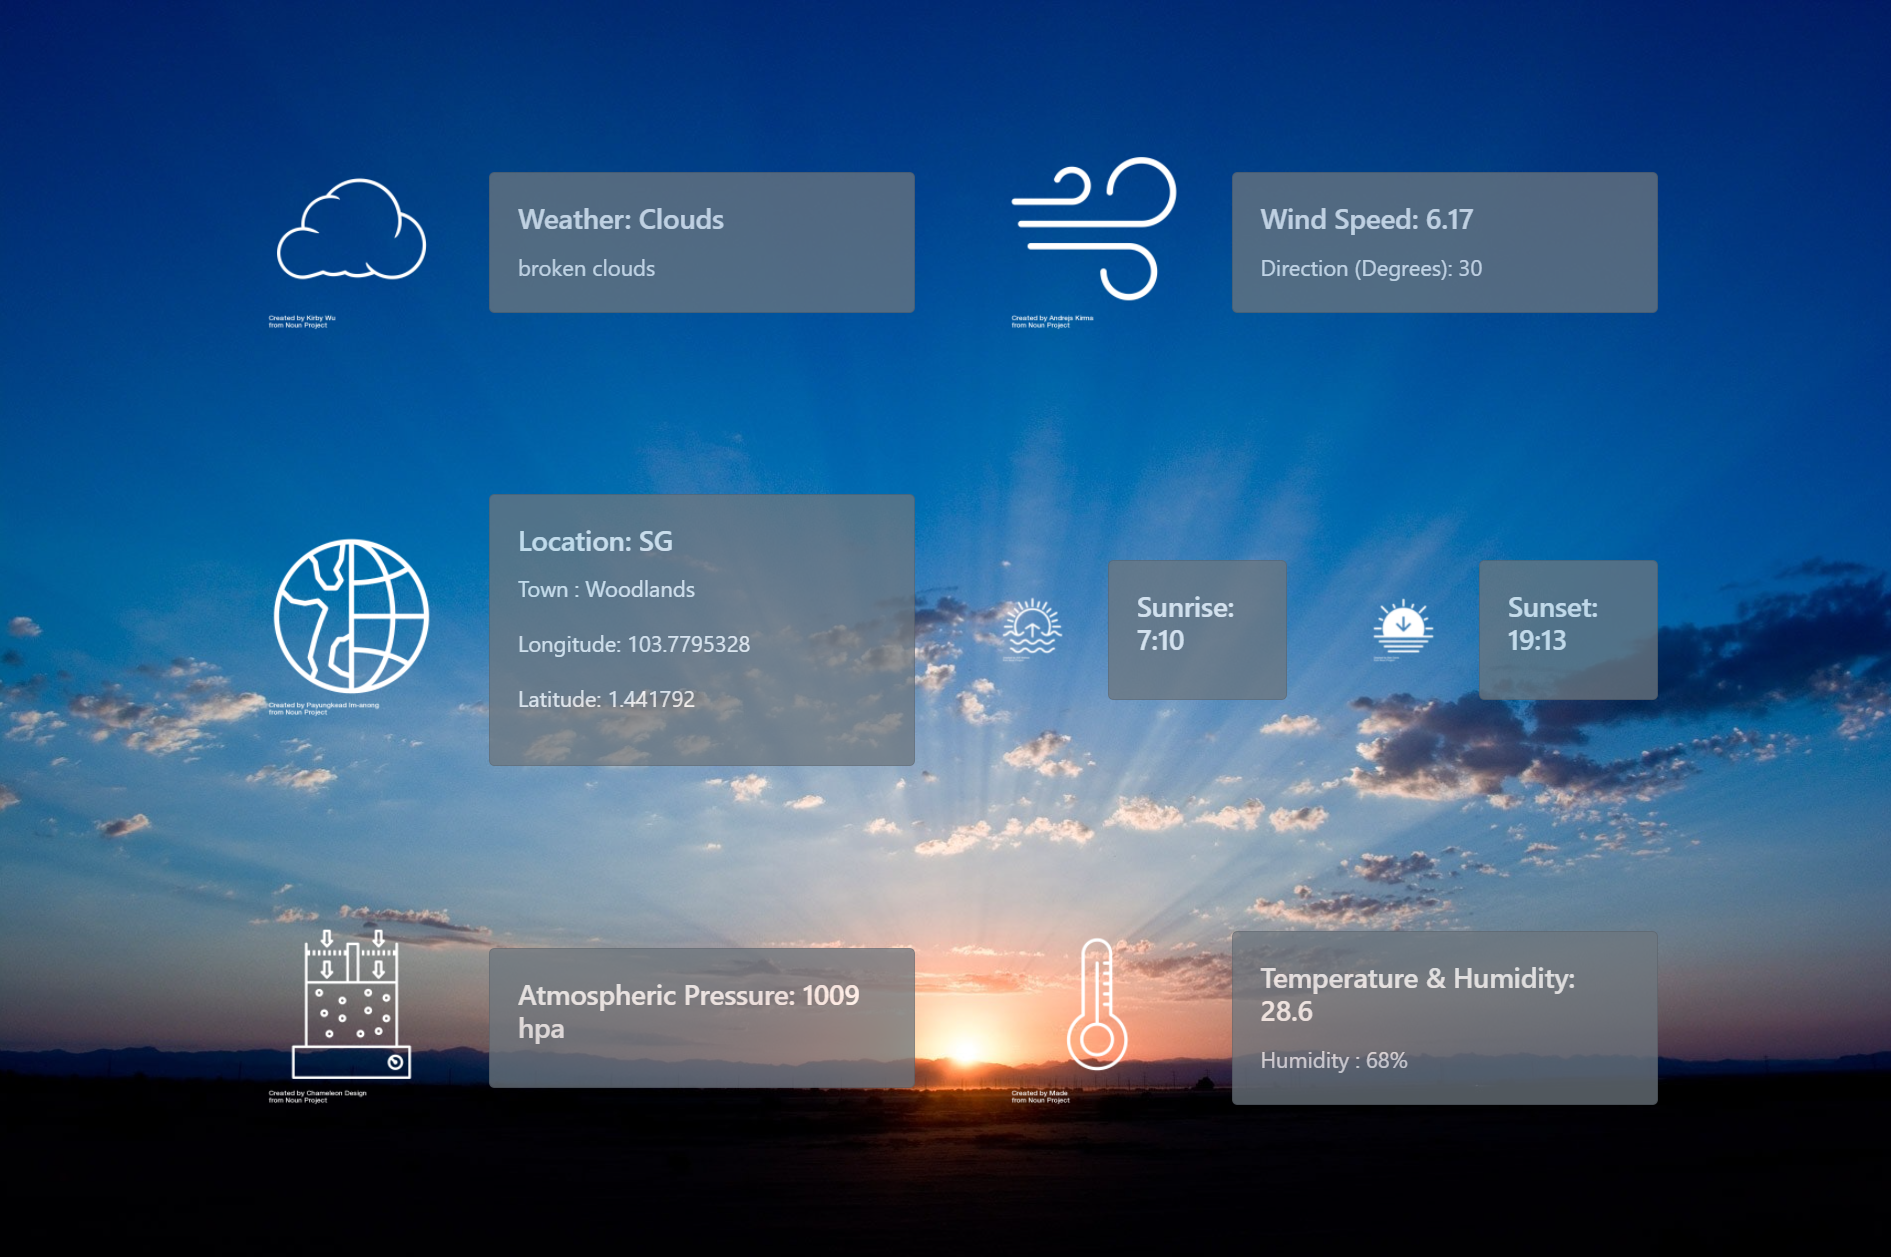 Weather: Clouds
broken clouds
Created by Kirby Wu
from Noun Project
Wind Speed: 6.17
Direction (Degrees): 30
Created by Andrejs Kirma
from Noun Project
Location: SG
Town : Woodlands
Longitude: 103.7795328
Latitude: 1.441792
Created by Payungkead Im-anong
from Noun Project
Sunrise:
7:10
Sunset:
19:13
Atmospheric Pressure: 1009
hpa
Created by Chameleon Design
from Noun Project
Temperature & Humidity:
28.6
Humidity : 68%
Created by Made
from Noun Project